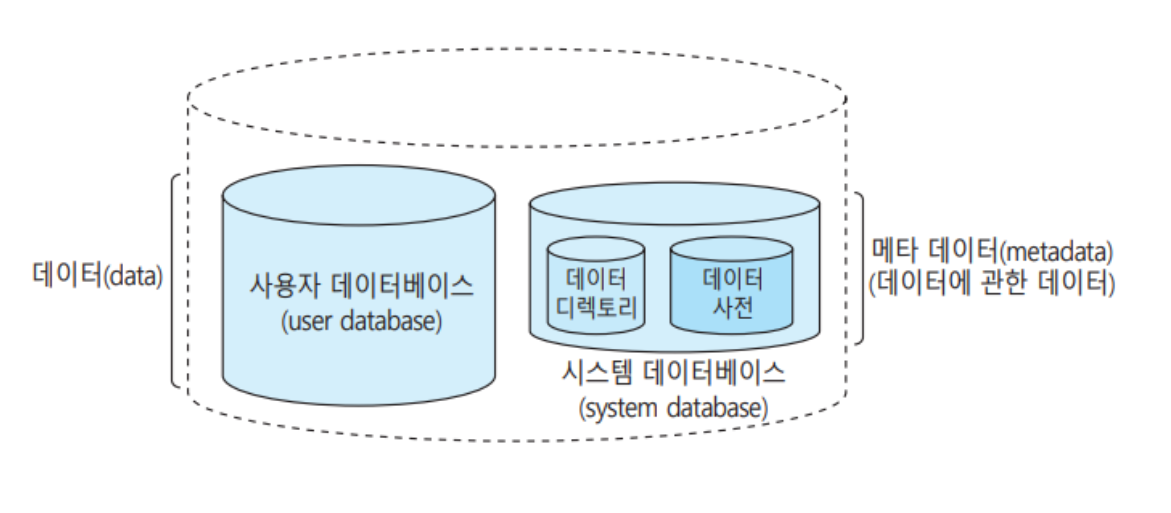 데이터(data)
사용자 데이터베이스
(user database)
데이터
디렉토리
데이터
사전
시스템 데이터베이스
(system database)
메타 데이터(metadata)
(데이터에 관한 데이터)